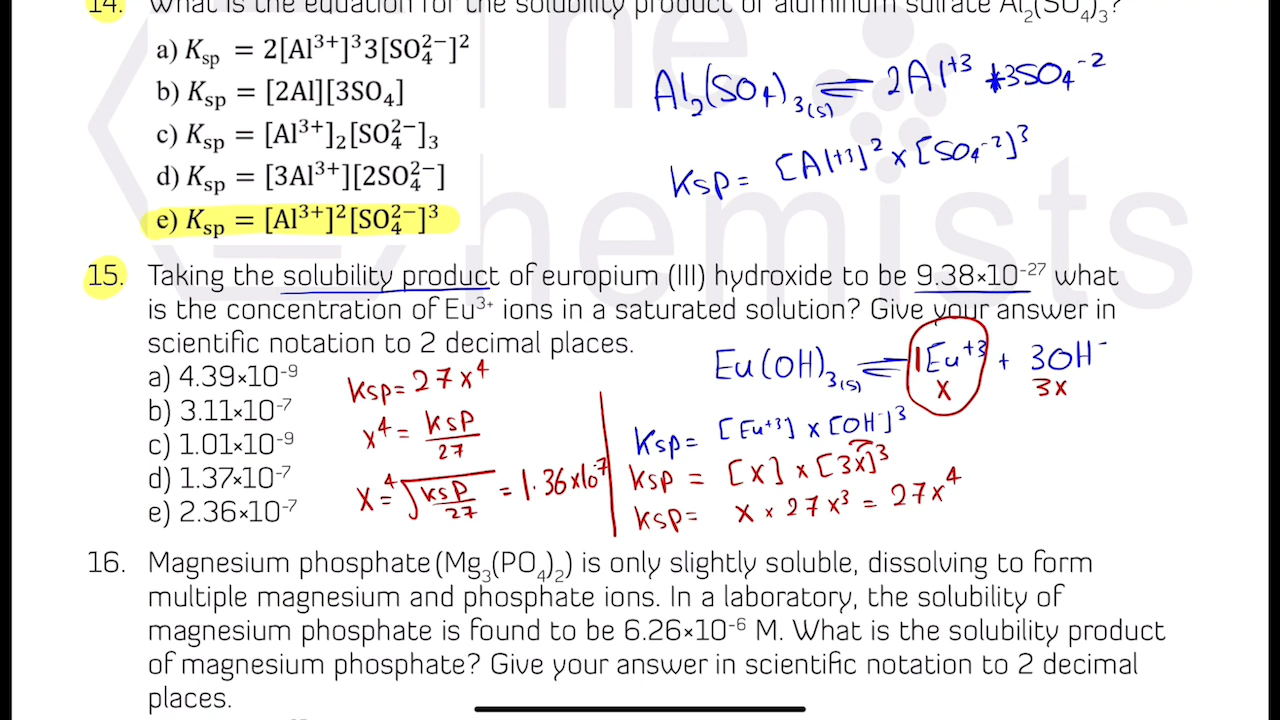 14. What is the equation for the solubility product of aluminum sulfate Al₂(SO₄)₃?
a) Kₛₚ = 2[Al³⁺]³3[SO₄²⁻]²
b) Kₛₚ = [2Al][3SO₄]
c) Kₛₚ = [Al³⁺]₂[SO₄²⁻]₃
d) Kₛₚ = [3Al³⁺][2SO₄²⁻]
e) Kₛₚ = [Al³⁺]²[SO₄²⁻]³
Al₂(SO₄)₃₍ₛ₎ ⇌ 2Al⁺³ + 3SO₄⁻²
Ksp = [Al⁺³]² × [SO₄⁻²]³
The
Chemists
15. Taking the solubility product of europium (III) hydroxide to be 9.38×10⁻²⁷ what
is the concentration of Eu³⁺ ions in a saturated solution? Give your answer in
scientific notation to 2 decimal places.
a) 4.39×10⁻⁹
b) 3.11×10⁻⁷
c) 1.01×10⁻⁹
d) 1.37×10⁻⁷
e) 2.36×10⁻⁷
Ksp = 27x⁴
x⁴ = Ksp/27
x = ⁴√(Ksp/27) = 1.36×10⁻⁷
Eu(OH)₃₍ₛ₎ ⇌ 1Eu⁺³ + 3OH⁻
x 3x
Ksp = [Eu⁺³] × [OH⁻]³
Ksp = [x] × [3x]³
Ksp = x × 27x³ = 27x⁴
16. Magnesium phosphate (Mg₃(PO₄)₂) is only slightly soluble, dissolving to form
multiple magnesium and phosphate ions. In a laboratory, the solubility of
magnesium phosphate is found to be 6.26×10⁻⁶ M. What is the solubility product
of magnesium phosphate? Give your answer in scientific notation to 2 decimal
places.